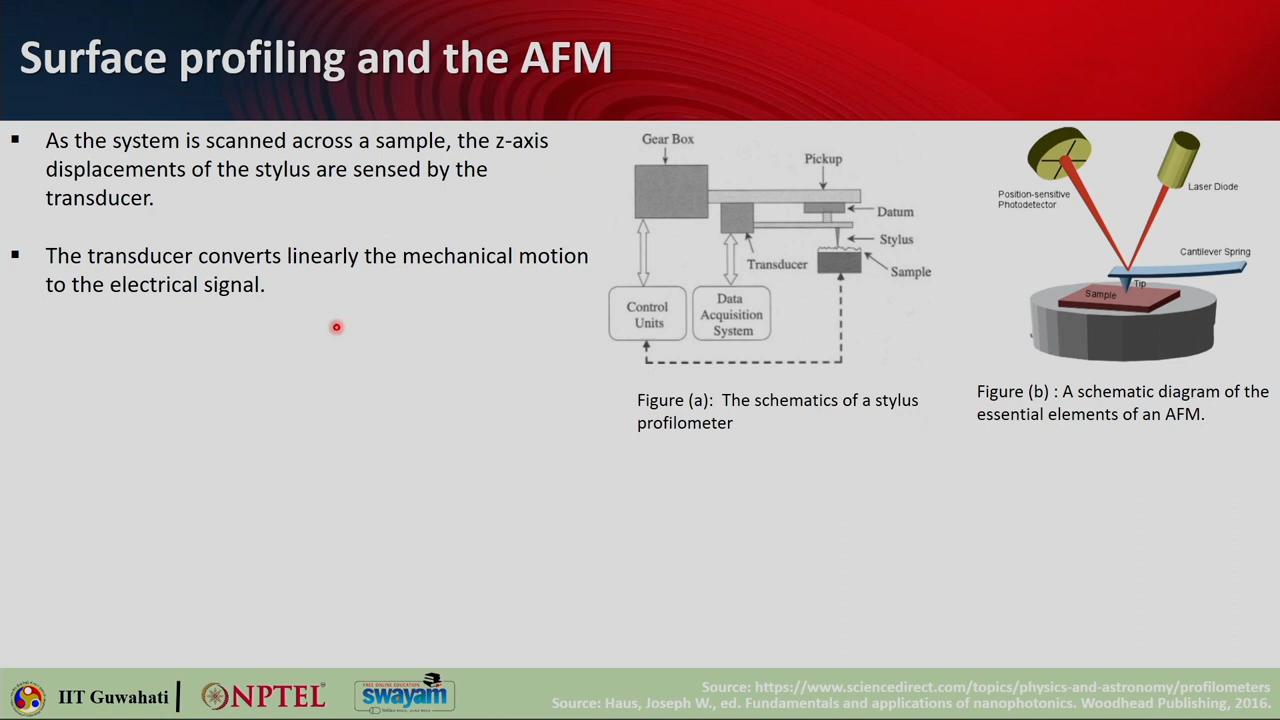 Surface profiling and the AFM
▪ As the system is scanned across a sample, the z-axis
displacements of the stylus are sensed by the
transducer.
▪ The transducer converts linearly the mechanical motion
to the electrical signal.
Gear Box
Pickup
Datum
Stylus
Transducer
Sample
Control
Units
Data
Acquisition
System
Figure (a): The schematics of a stylus
profilometer
Position-sensitive
Photodetector
Laser Diode
Cantilever Spring
Tip
Sample
Figure (b) : A schematic diagram of the
essential elements of an AFM.
IIT Guwahati
NPTEL
FREE ONLINE EDUCATION
swayam
Source: https://www.sciencedirect.com/topics/physics-and-astronomy/profilometers
Source: Haus, Joseph W., ed. Fundamentals and applications of nanophotonics. Woodhead Publishing, 2016.